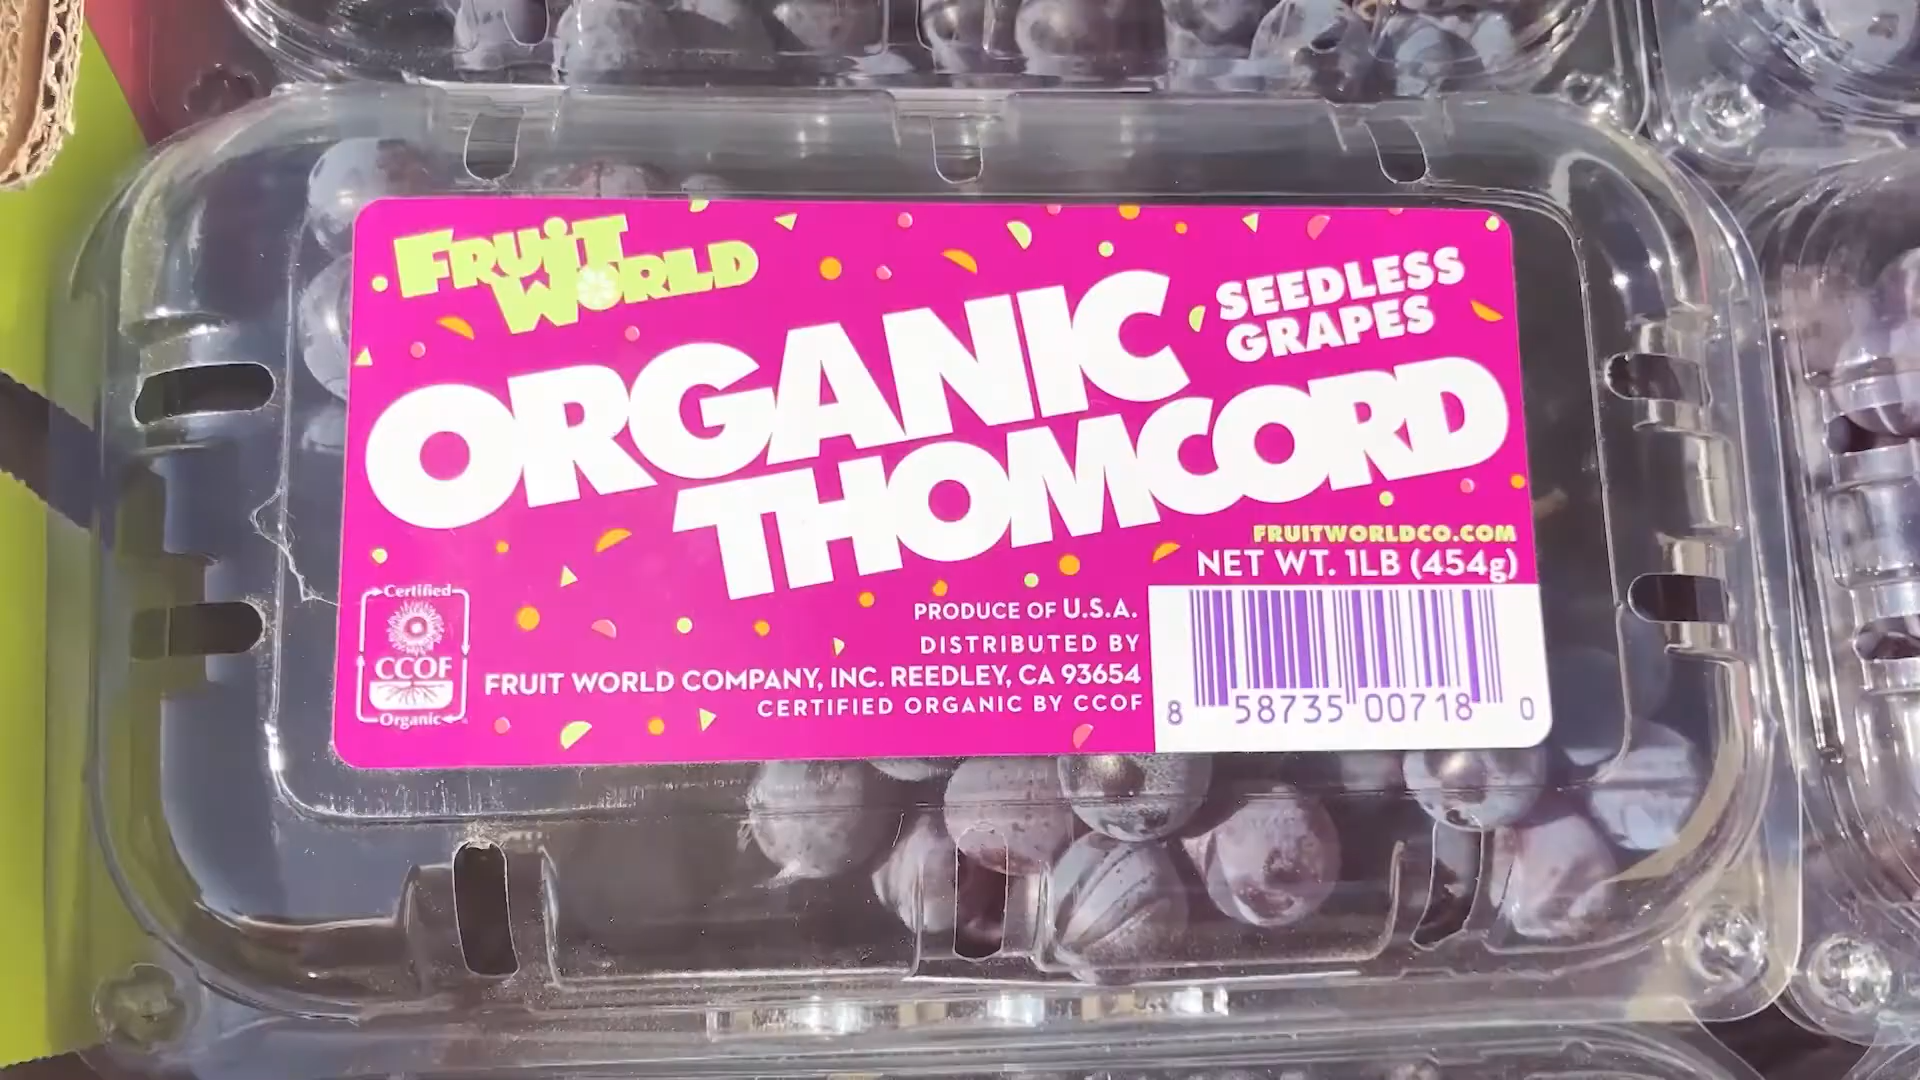 FRUIT WORLD
SEEDLESS
GRAPES
ORGANIC
THOMCORD
FRUITWORLDCO.COM
NET WT. 1LB (454g)
Certified
CCOF
Organic
PRODUCE OF U.S.A.
DISTRIBUTED BY
FRUIT WORLD COMPANY, INC. REEDLEY, CA 93654
CERTIFIED ORGANIC BY CCOF
8 58735 00718 0